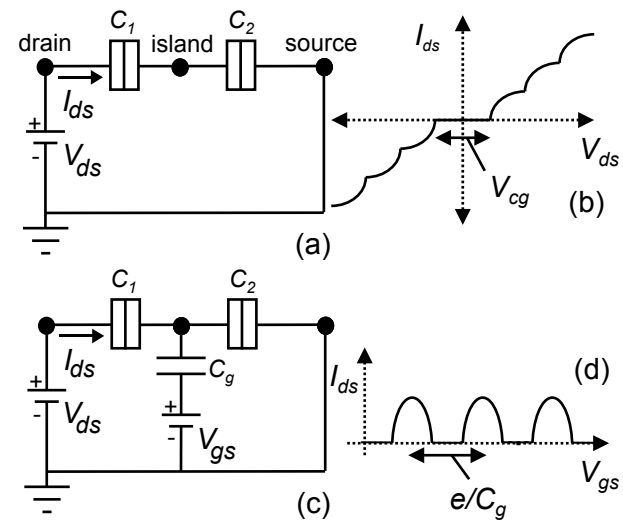 C1 C2
drain island source
Ids
+
-
Vds
(a)
Ids
Vds
Vcg
(b)
C1 C2
Ids
Cg
+
-
Vds
+
-
Vgs
(c)
Ids
(d)
Vgs
e/Cg